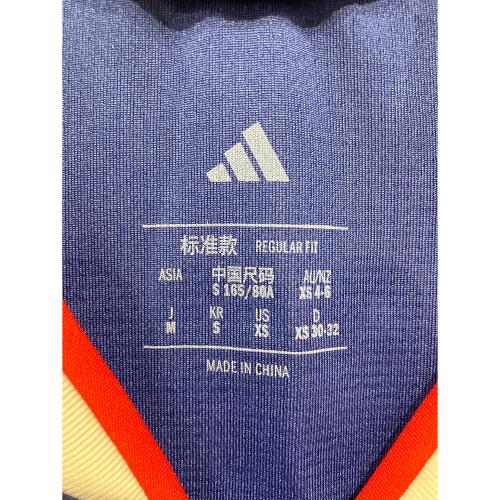 标准款 REGULAR FIT
ASIA 中国尺码 AU/NZ
S 165/80A XS 4-6
J KR US D
M S XS XS 30-32
MADE IN CHINA